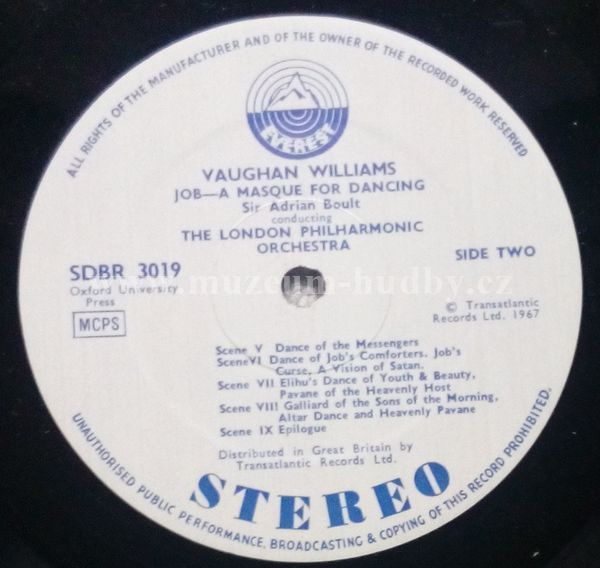 ALL RIGHTS OF THE MANUFACTURER AND OF THE OWNER OF THE RECORDED WORK RESERVED
EVEREST
VAUGHAN WILLIAMS
JOB—A MASQUE FOR DANCING
Sir Adrian Boult
conducting
THE LONDON PHILHARMONIC
ORCHESTRA
SDBR 3019
SIDE TWO
Oxford University
Press
MCPS
www.muzeum-hudby.cz
© Transatlantic
Records Ltd. 1967
Scene V Dance of the Messengers
Scene VI Dance of Job's Comforters. Job's
Curse, A Vision of Satan.
Scene VII Elihu's Dance of Youth & Beauty,
Pavane of the Heavenly Host
Scene VIII Galliard of the Sons of the Morning,
Altar Dance and Heavenly Pavane
Scene IX Epilogue
Distributed in Great Britain by
Transatlantic Records Ltd.
STEREO
UNAUTHORISED PUBLIC PERFORMANCE, BROADCASTING & COPYING OF THIS RECORD PROHIBITED.